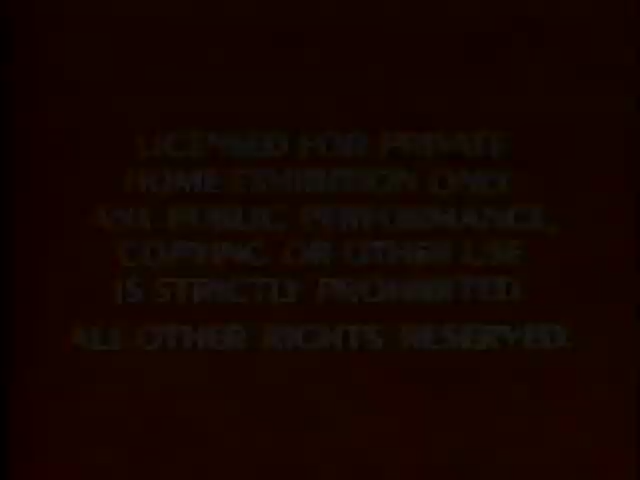 LICENSED FOR PRIVATE
HOME EXHIBITION ONLY.
ANY PUBLIC PERFORMANCE,
COPYING OR OTHER USE
IS STRICTLY PROHIBITED.
ALL OTHER RIGHTS RESERVED.